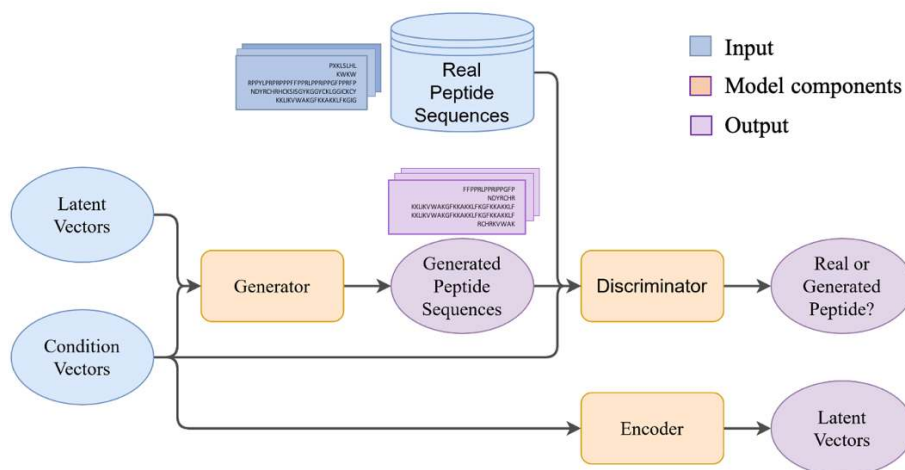 PXKLSLHL
KWKW
RPPYLPRPRPPPFFPPRLPPRIPPGFPPRFP
NDYRCHRHCKSISGYKGGYCKLGGICKCY
KKLIKVWAKGFKKAKKLFKGIG
Real
Peptide
Sequences
Input
Model components
Output
FFPPRLPPRIPPGFP
NDYRCHR
KKLIKVWAKGFKKAKKLFKGFKKAKKLF
KKLIKVWAKGFKKAKKLFKGFKKAKKLF
RCHRKVWAK
Latent
Vectors
Generator
Generated
Peptide
Sequences
Discriminator
Real or
Generated
Peptide?
Condition
Vectors
Encoder
Latent
Vectors